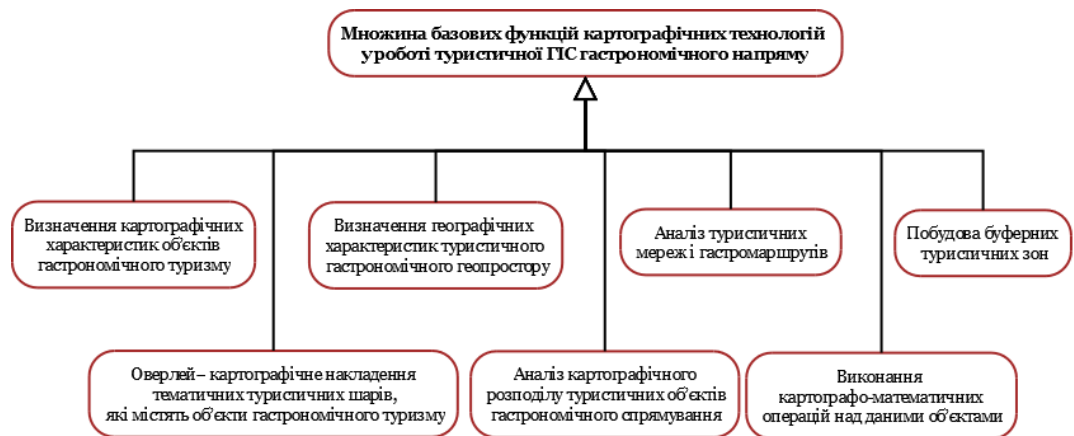 Множина базових функцій картографічних технологій
у роботі туристичної ГІС гастрономічного напряму
Визначення картографічних
характеристик об’єктів
гастрономічного туризму
Визначення географічних
характеристик туристичного
гастрономічного геопростору
Аналіз туристичних
мереж і гастромаршрутів
Побудова буферних
туристичних зон
Оверлей – картографічне накладення
тематичних туристичних шарів,
які містять об’єкти гастрономічного туризму
Аналіз картографічного
розподілу туристичних об’єктів
гастрономічного спрямування
Виконання
картографо-математичних
операцій над даними об’єктами